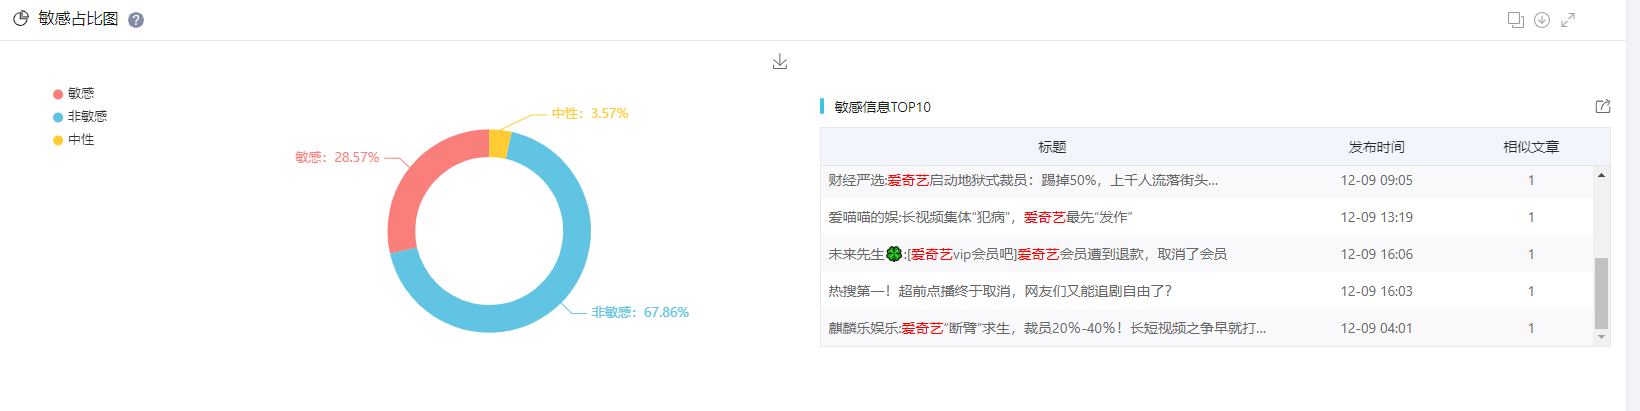 敏感占比图 ?
敏感
非敏感
中性
中性：3.57%
敏感：28.57%
非敏感：67.86%
敏感信息TOP10
标题 发布时间 相似文章
财经严选:爱奇艺启动地狱式裁员：踢掉50%，上千人流落街头... 12-09 09:05 1
爱喵喵的娱:长视频集体“犯病”，爱奇艺最先“发作” 12-09 13:19 1
未来先生🍀:[爱奇艺vip会员吧]爱奇艺会员遭到退款，取消了会员 12-09 16:06 1
热搜第一！超前点播终于取消，网友们又能追剧自由了？ 12-09 16:03 1
麒麟乐娱乐:爱奇艺“断臂”求生，裁员20%-40%！长短视频之争早就打... 12-09 04:01 1